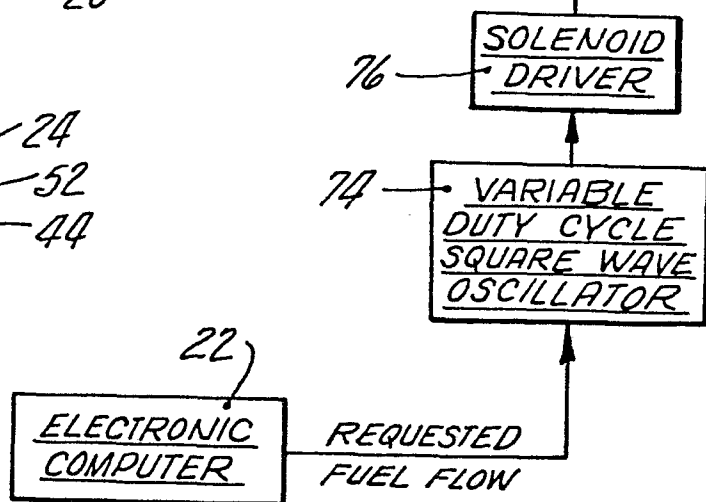 SOLENOID
DRIVER
76
24
52
44
74
VARIABLE
DUTY CYCLE
SQUARE WAVE
OSCILLATOR
22
ELECTRONIC
COMPUTER
REQUESTED
FUEL FLOW